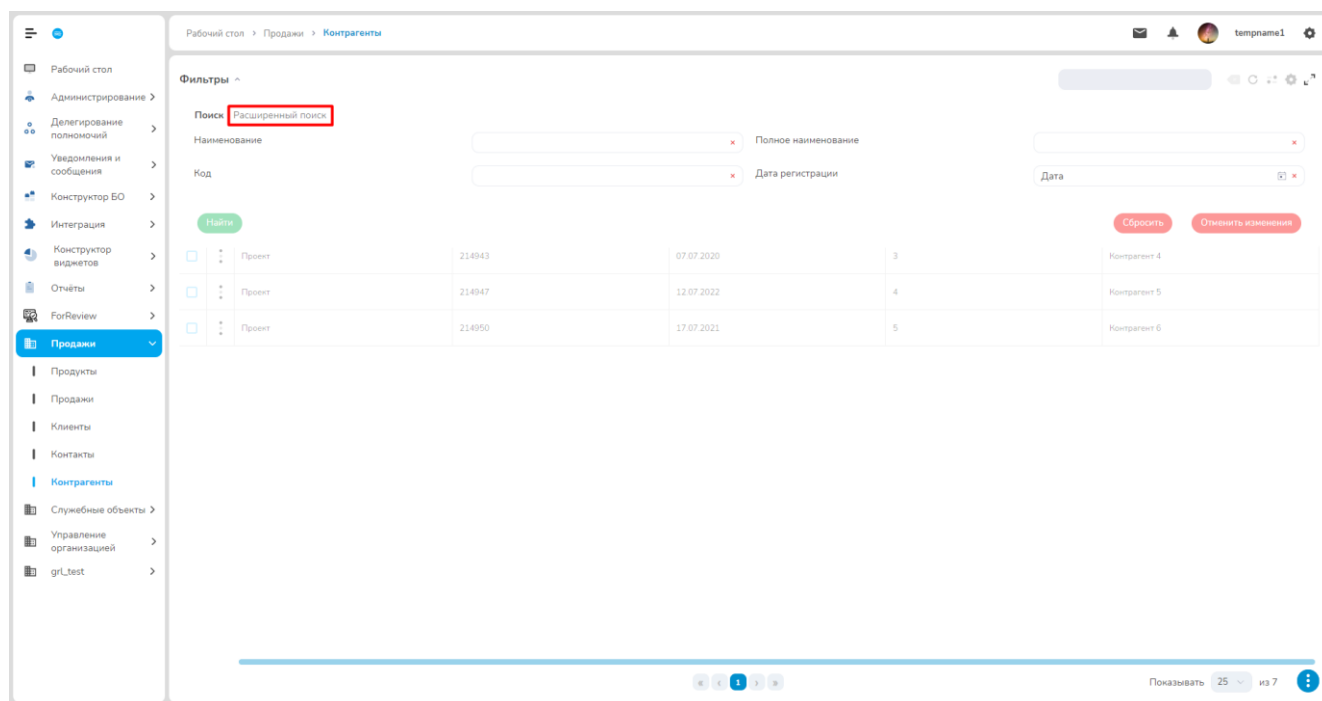 Рабочий стол > Продажи > Контрагенты
tempname1
Рабочий стол
Администрирование
Делегирование
полномочий
Уведомления и
сообщения
Конструктор БО
Интеграция
Конструктор
виджетов
Отчёты
ForReview
Продажи
Продукты
Продажи
Клиенты
Контакты
Контрагенты
Служебные объекты
Управление
организацией
grl_test
Фильтры
Поиск Расширенный поиск
Наименование Полное наименование
Код Дата регистрации Дата
Найти Сбросить Отменить изменения
Проект 214943 07.07.2020 3 Контрагент 4
Проект 214947 12.07.2022 4 Контрагент 5
Проект 214950 17.07.2021 5 Контрагент 6
« ‹ 1 › » Показывать 25 из 7